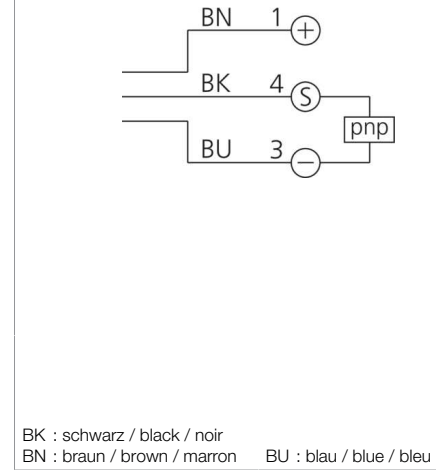 BN 1 +
BK 4 S
pnp
BU 3 −
BK : schwarz / black / noir
BN : braun / brown / marron BU : blau / blue / bleu